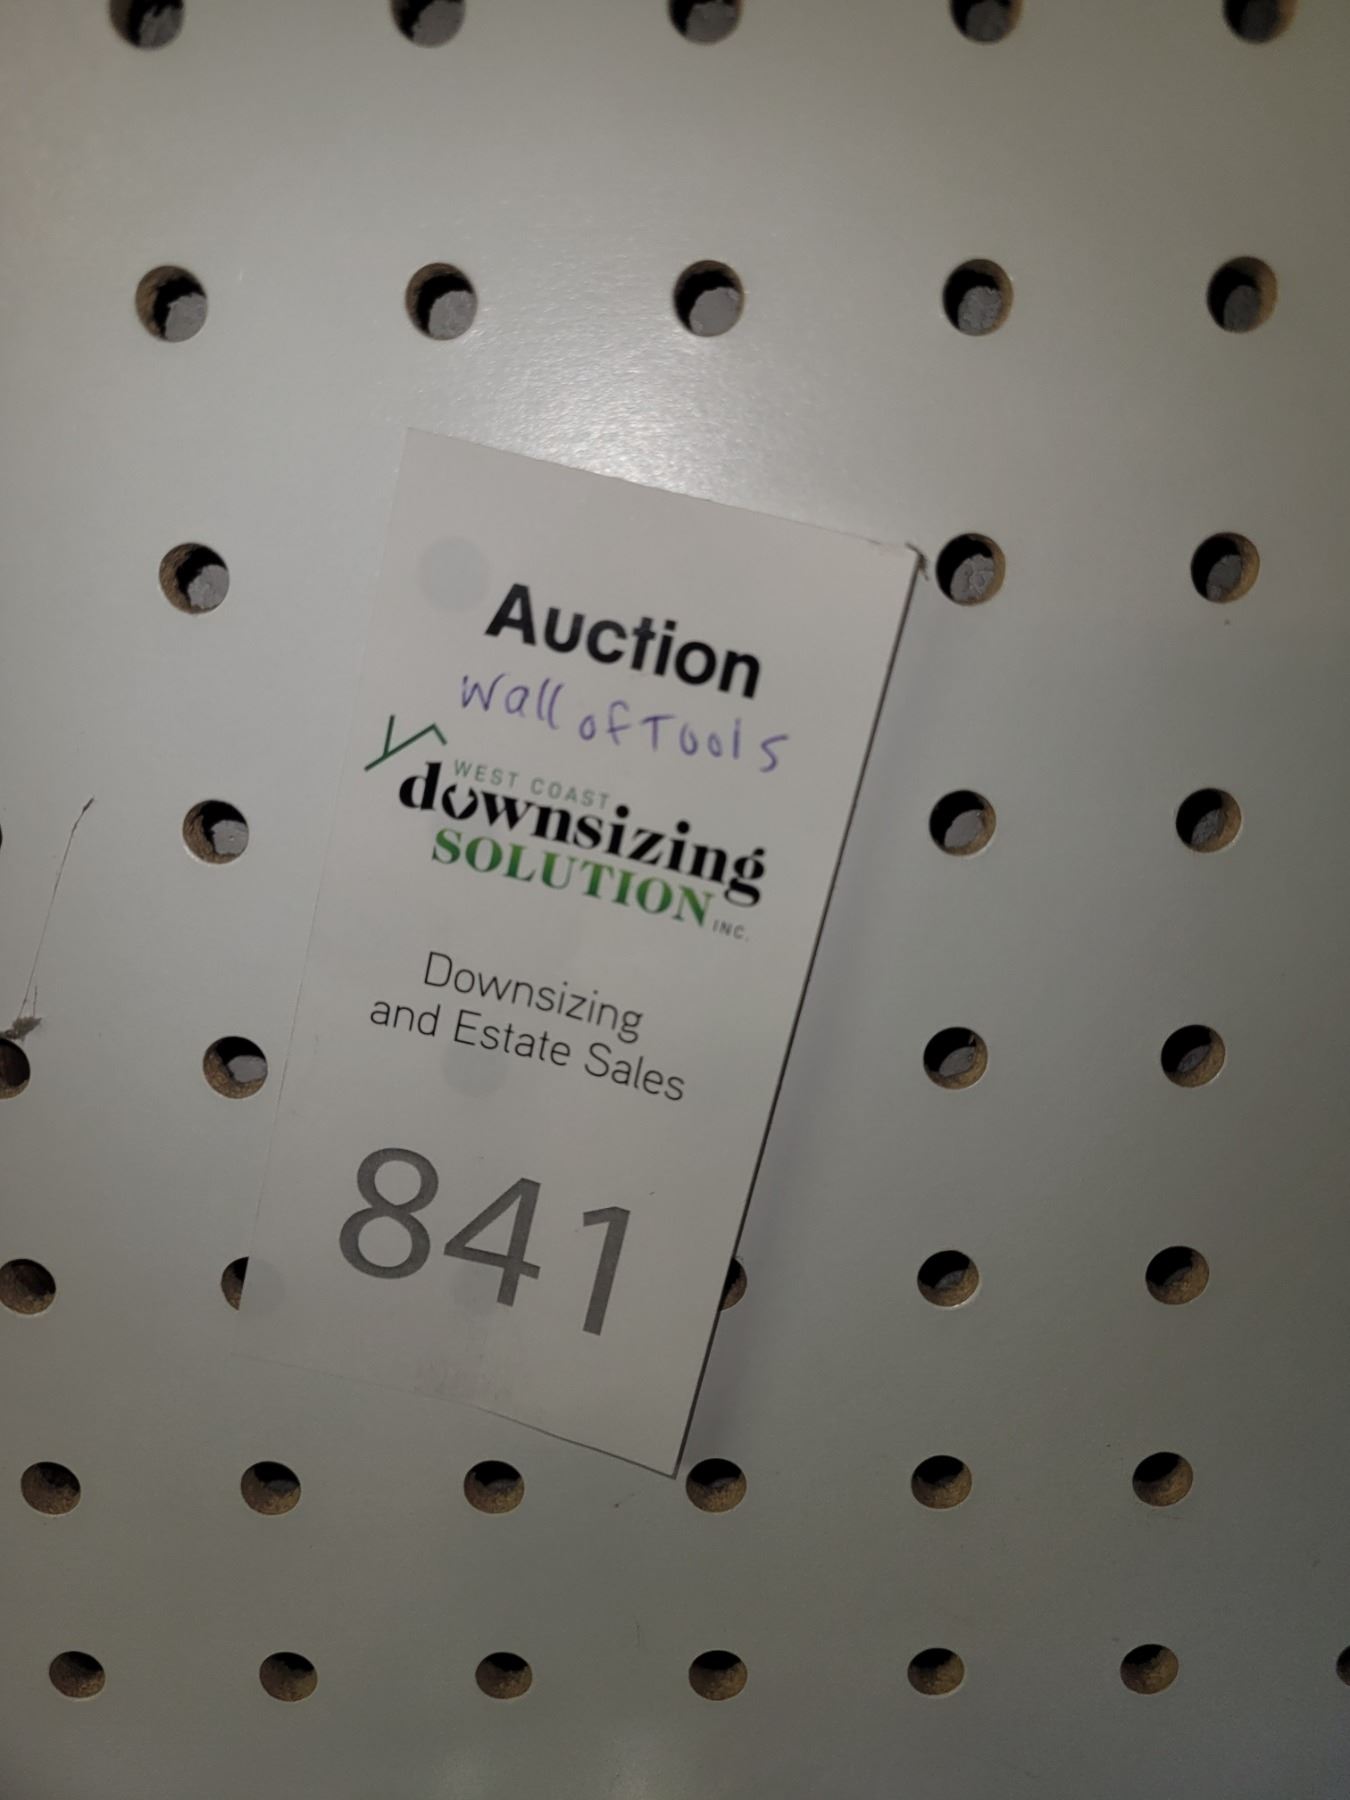 Auction
Wall of Tools
WEST COAST
downsizing
SOLUTION INC.
Downsizing
and Estate Sales
841